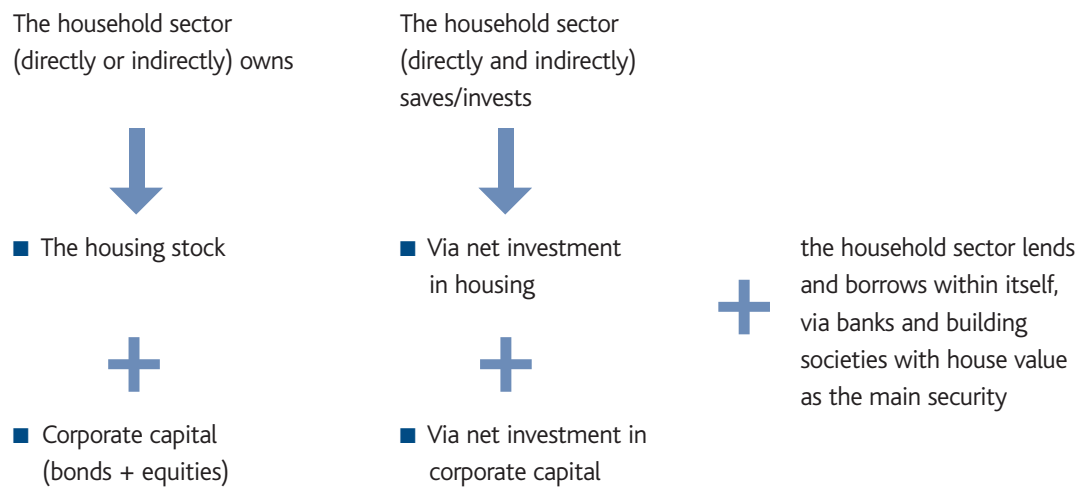 The household sector
(directly or indirectly) owns
The household sector
(directly and indirectly)
saves/invests
■ The housing stock
■ Via net investment
in housing
the household sector lends
and borrows within itself,
via banks and building
societies with house value
as the main security
■ Corporate capital
(bonds + equities)
■ Via net investment in
corporate capital